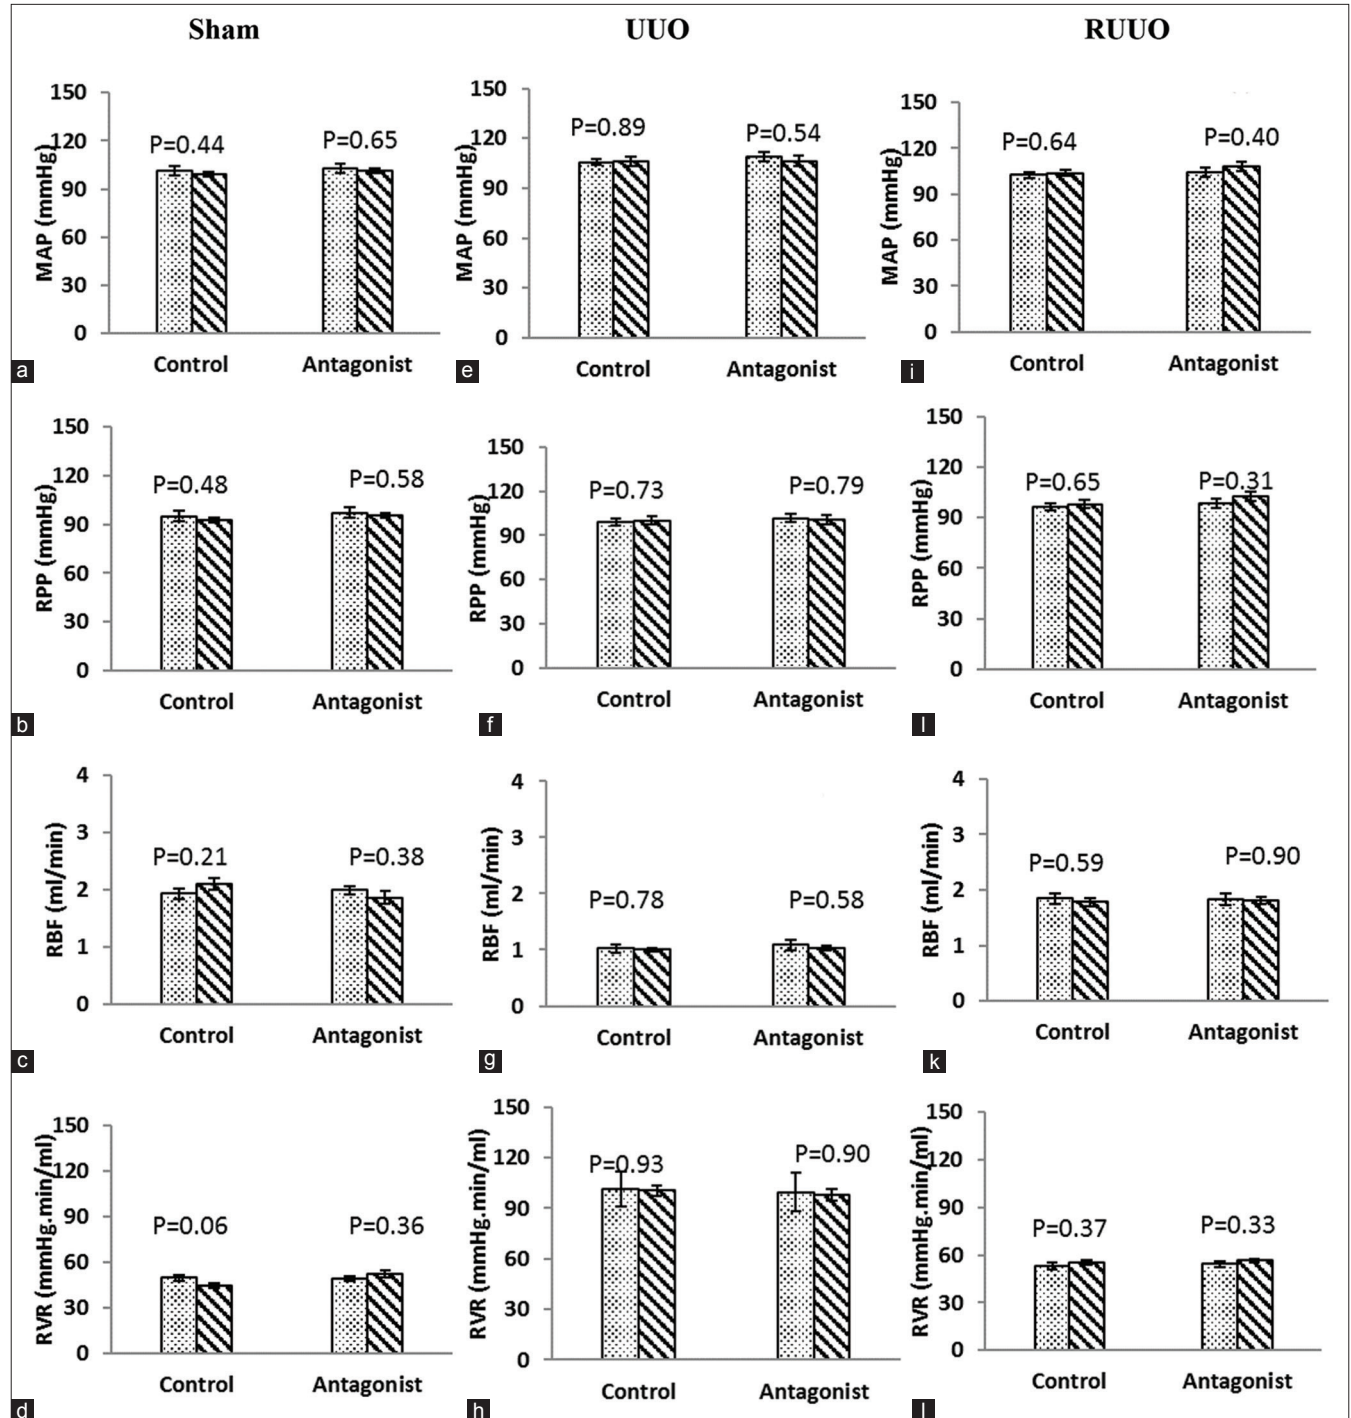 Sham UUO RUUO
150
120
90
60
30
0
MAP (mmHg)
P=0.44
P=0.65
Control Antagonist
a
150
120
90
60
30
0
MAP (mmHg)
P=0.89
P=0.54
Control Antagonist
e
150
120
90
60
30
0
MAP (mmHg)
P=0.64
P=0.40
Control Antagonist
i
150
120
90
60
30
0
RPP (mmHg)
P=0.48
P=0.58
Control Antagonist
b
150
120
90
60
30
0
RPP (mmHg)
P=0.73
P=0.79
Control Antagonist
f
150
120
90
60
30
0
RPP (mmHg)
P=0.65
P=0.31
Control Antagonist
l
4
3
2
1
0
RBF (ml/min)
P=0.21
P=0.38
Control Antagonist
c
4
3
2
1
0
RBF (ml/min)
P=0.78
P=0.58
Control Antagonist
g
4
3
2
1
0
RBF (ml/min)
P=0.59
P=0.90
Control Antagonist
k
150
120
90
60
30
0
RVR (mmHg.min/ml)
P=0.06
P=0.36
Control Antagonist
d
150
120
90
60
30
0
RVR (mmHg.min/ml)
P=0.93
P=0.90
Control Antagonist
h
150
120
90
60
30
0
RVR (mmHg.min/ml)
P=0.37
P=0.33
Control Antagonist
l